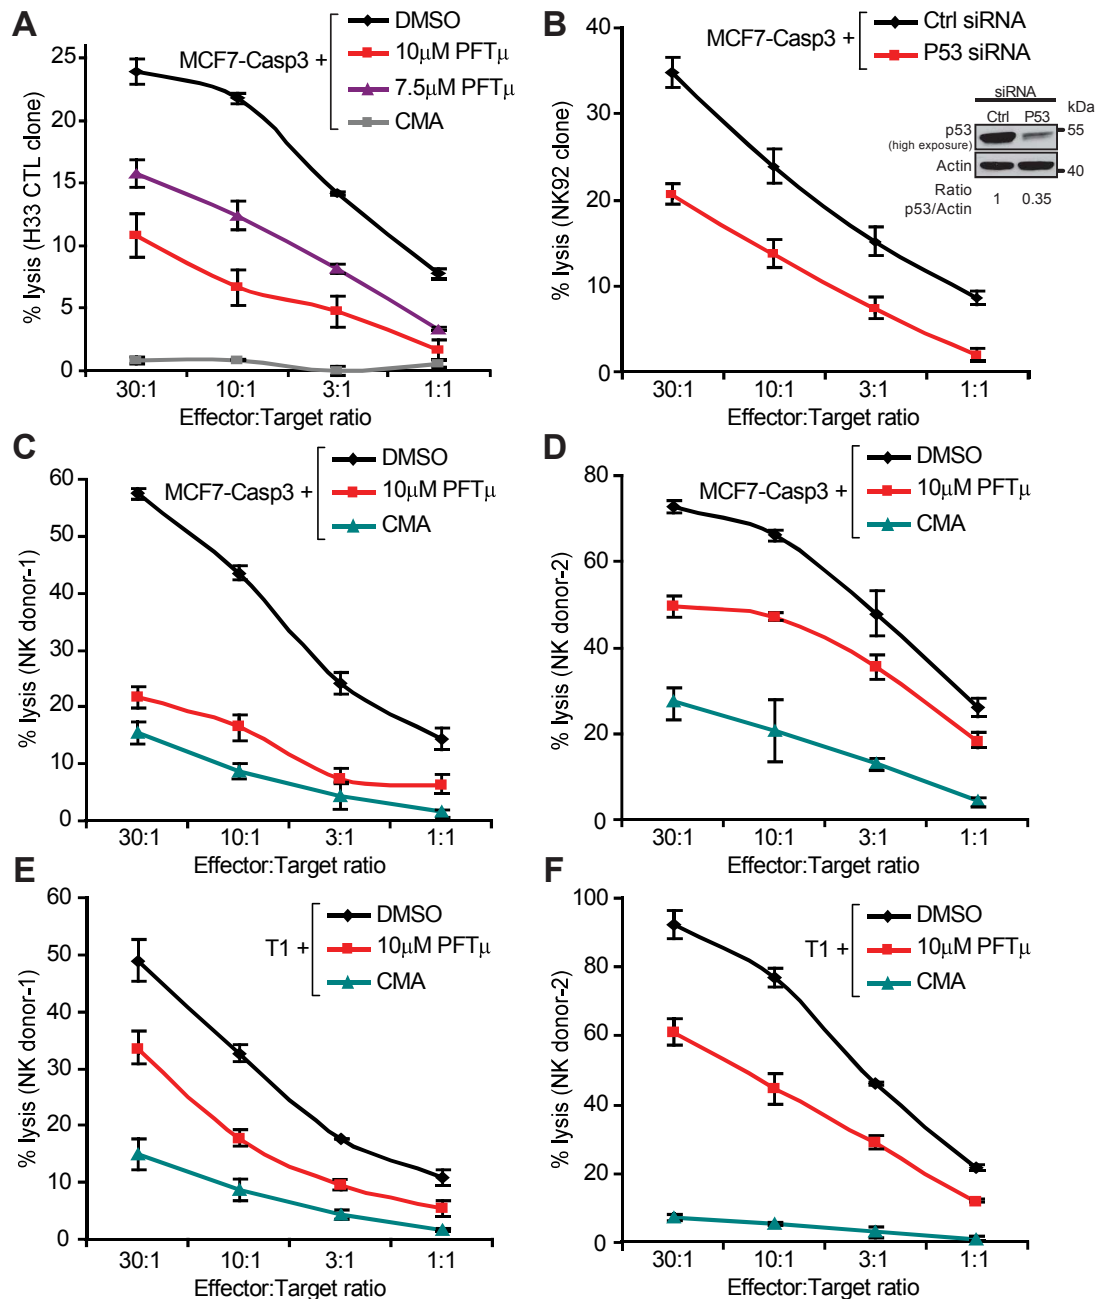 A
MCF7-Casp3 +
DMSO
10μM PFTμ
7.5μM PFTμ
CMA
% lysis (H33 CTL clone)
25
20
15
10
5
0
30:1 10:1 3:1 1:1
Effector:Target ratio
B
MCF7-Casp3 +
Ctrl siRNA
P53 siRNA
% lysis (NK92 clone)
40
30
20
10
0
30:1 10:1 3:1 1:1
Effector:Target ratio
siRNA
Ctrl P53 kDa
p53
(high exposure)
55
Actin
40
Ratio
p53/Actin
1 0.35
C
MCF7-Casp3 +
DMSO
10μM PFTμ
CMA
% lysis (NK donor-1)
60
50
40
30
20
10
0
30:1 10:1 3:1 1:1
Effector:Target ratio
D
MCF7-Casp3 +
DMSO
10μM PFTμ
CMA
% lysis (NK donor-2)
80
60
40
20
0
30:1 10:1 3:1 1:1
Effector:Target ratio
E
T1 +
DMSO
10μM PFTμ
CMA
% lysis (NK donor-1)
60
50
40
30
20
10
0
30:1 10:1 3:1 1:1
Effector:Target ratio
F
T1 +
DMSO
10μM PFTμ
CMA
% lysis (NK donor-2)
100
80
60
40
20
0
30:1 10:1 3:1 1:1
Effector:Target ratio